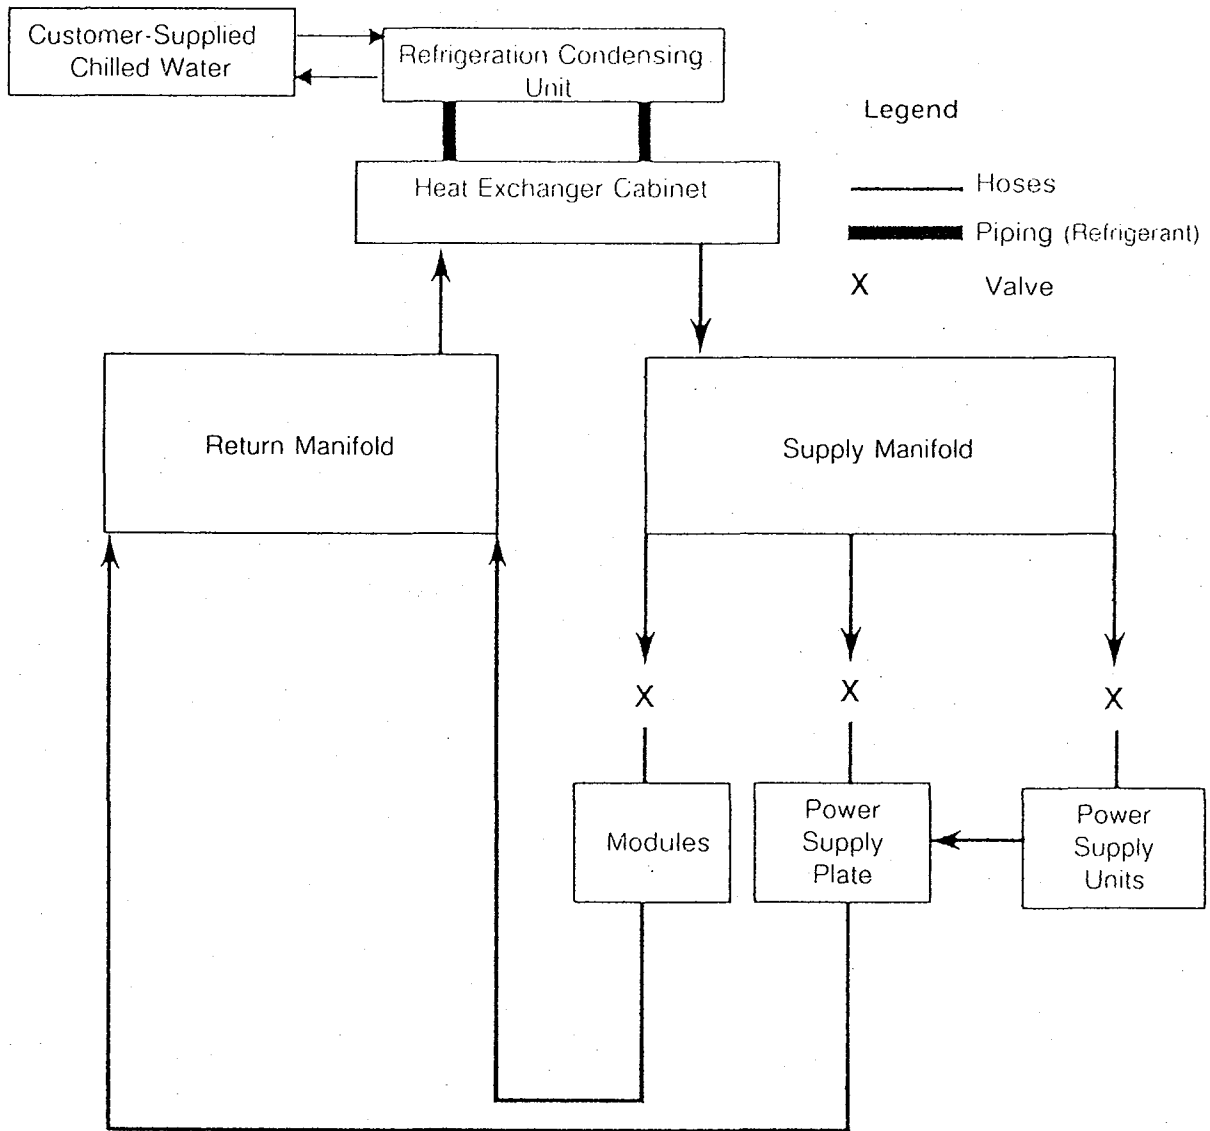 Customer-Supplied
Chilled Water
Refrigeration Condensing
Unit
Legend
Heat Exchanger Cabinet
Hoses
Piping (Refrigerant)
X Valve
Return Manifold
Supply Manifold
X
X
X
Modules
Power
Supply
Plate
Power
Supply
Units